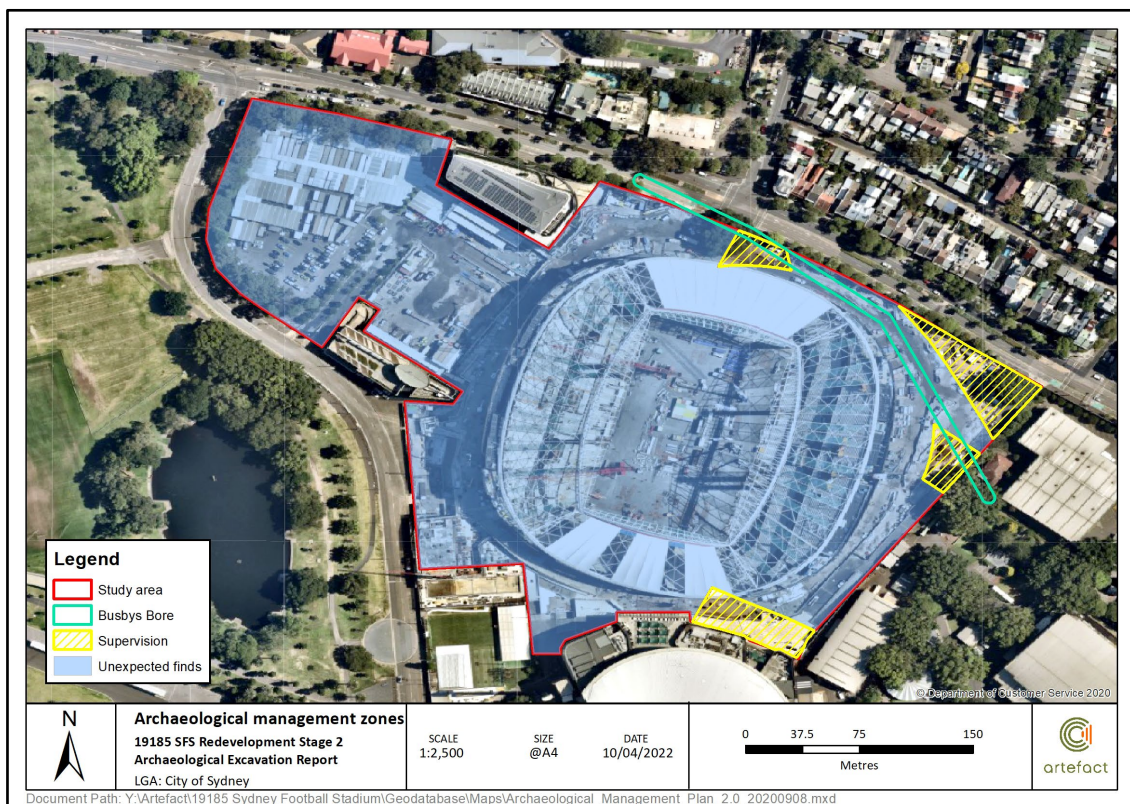 Legend
Study area
Busbys Bore
Supervision
Unexpected finds
© Department of Customer Service 2020
N
Archaeological management zones
19185 SFS Redevelopment Stage 2
Archaeological Excavation Report
LGA: City of Sydney
SCALE
1:2,500
SIZE
@A4
DATE
10/04/2022
0 37.5 75 150
Metres
artefact
Document Path: Y:\Artefact\19185 Sydney Football Stadium\Geodatabase\Maps\Archaeological_Management_Plan_2.0_20200908.mxd